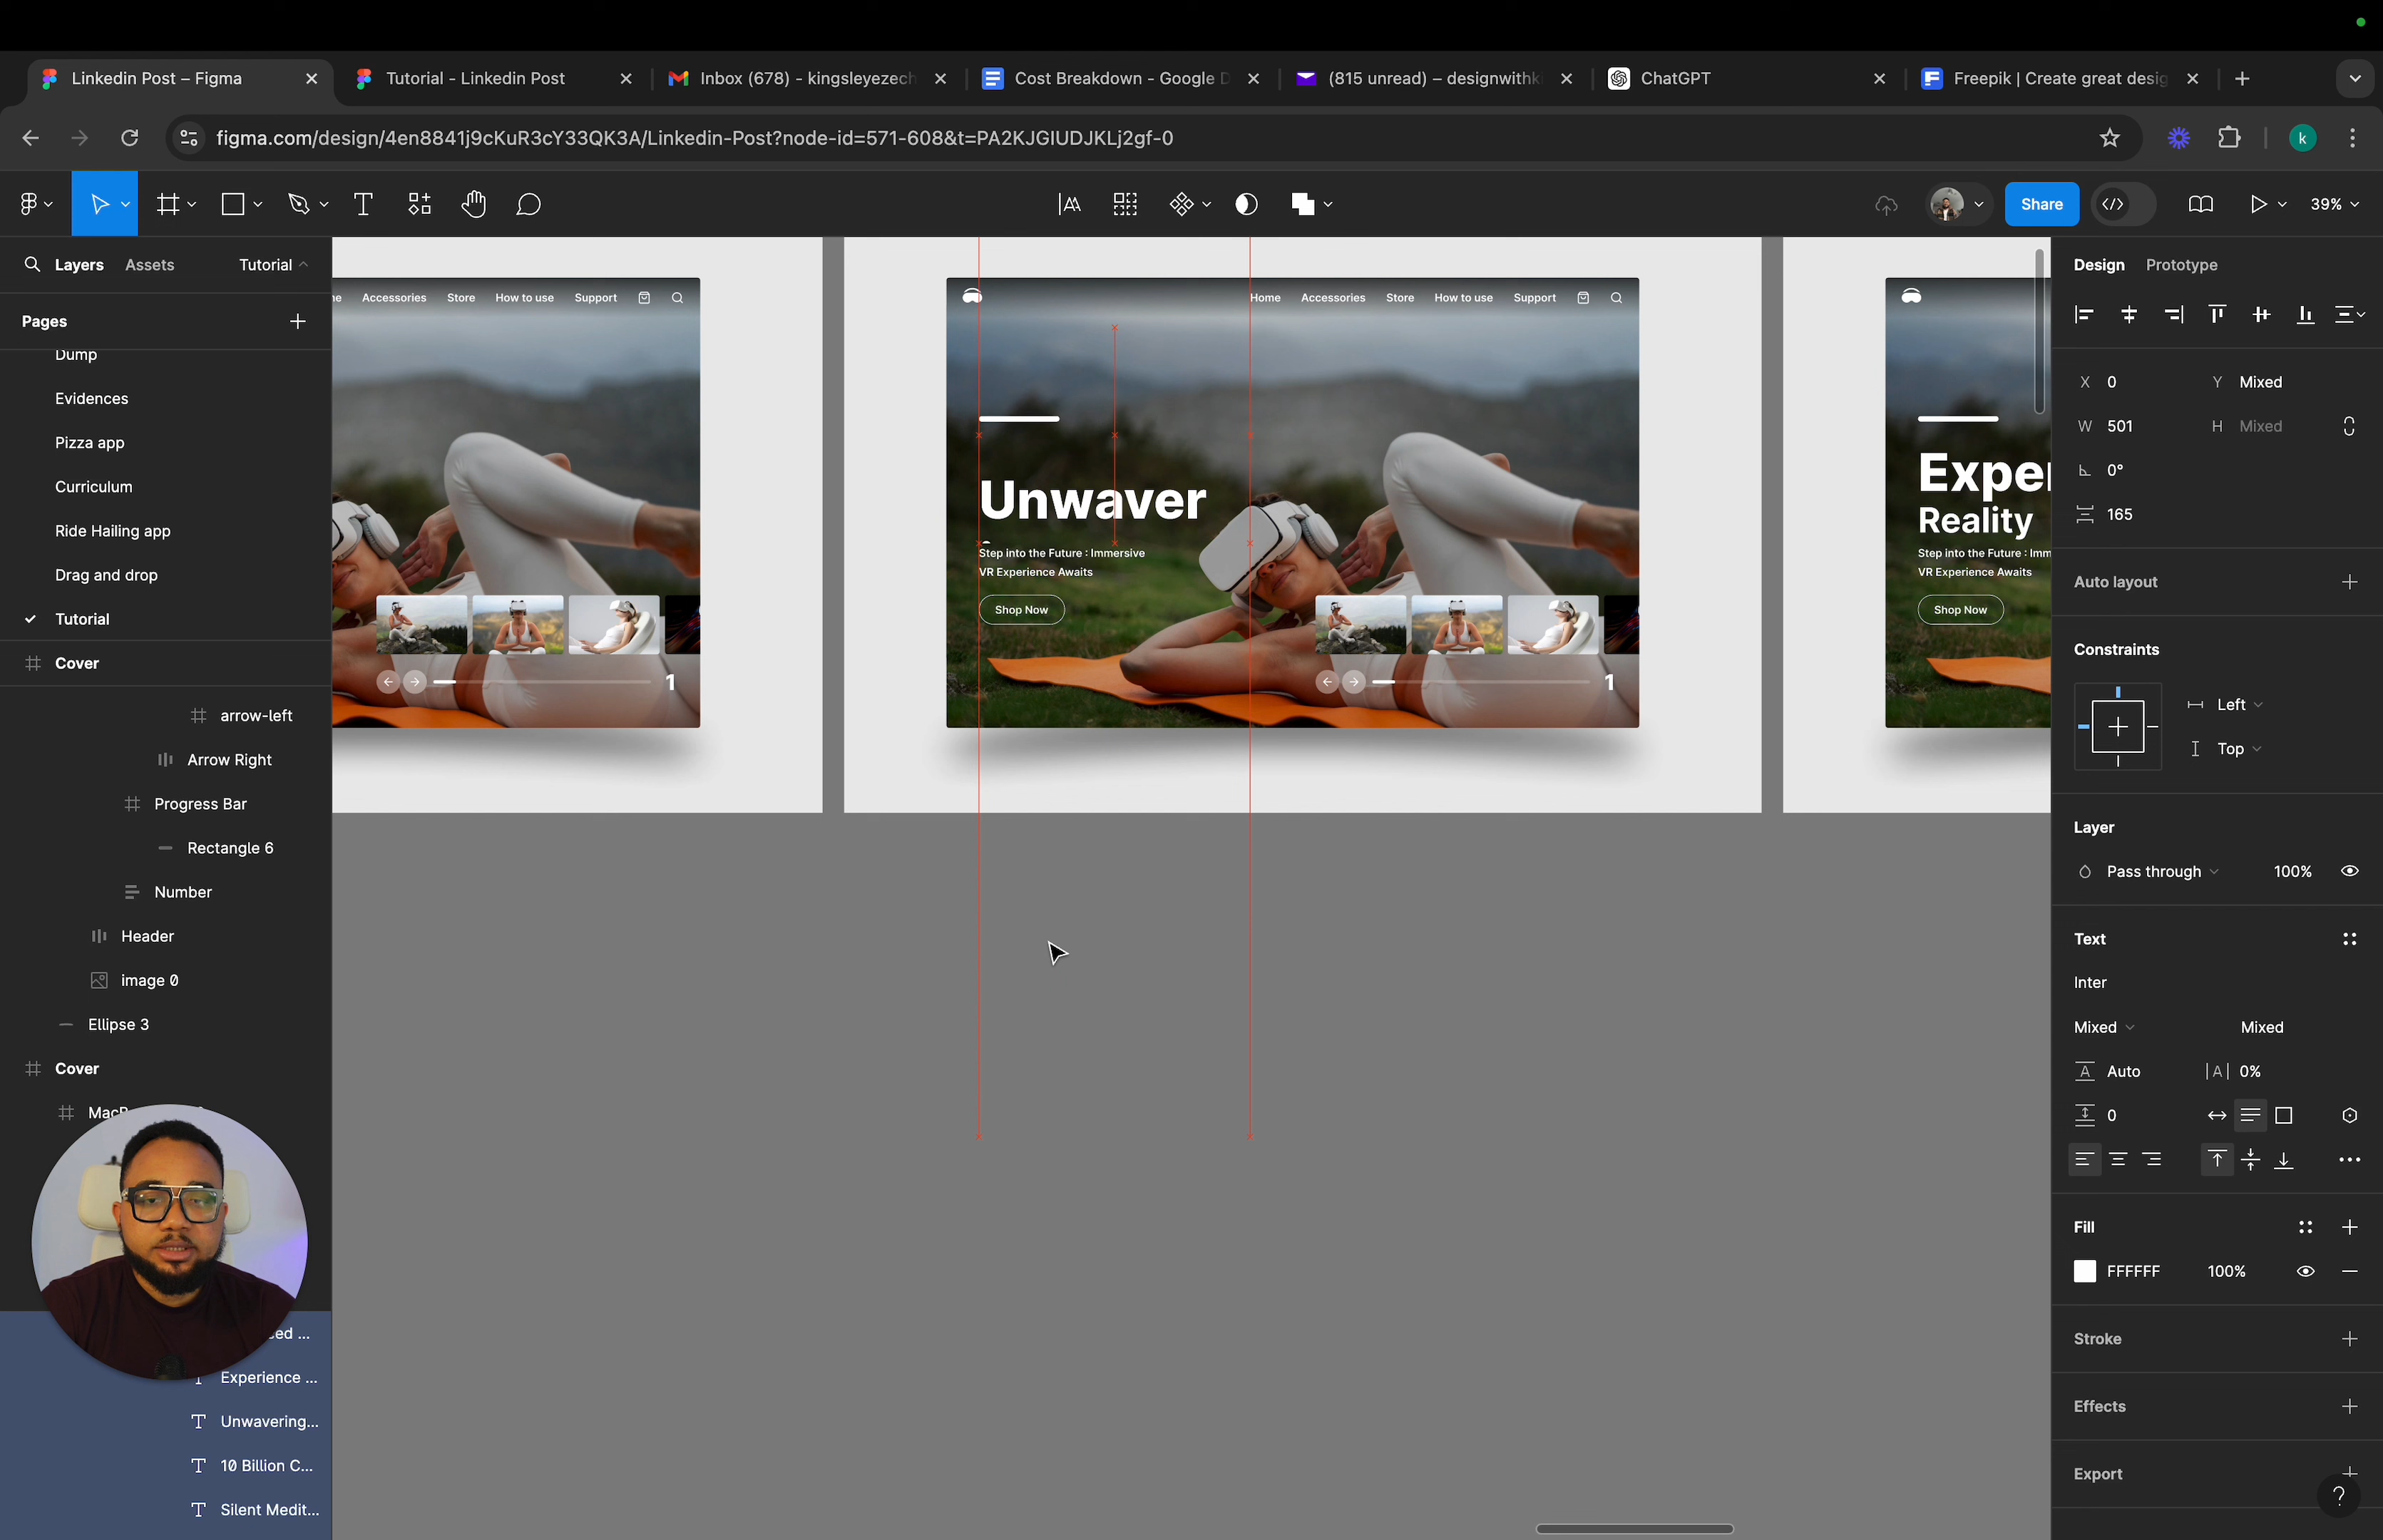 Linkedin Post – Figma
Tutorial - Linkedin Post
Inbox (678) - kingsleyezech
Cost Breakdown - Google D
(815 unred) – designwithki
ChatGPT
Freepik | Create great desig
figma.com/design/4en8841j9cKuR3cY33QK3A/Linkedin-Post?node-id=571-608&t=PA2KJGIUDJKLj2gf-0
k
Share
39%
Layers
Assets
Tutorial
Pages
Dump
Evidences
Pizza app
Curriculum
Ride Hailing app
Drag and drop
Tutorial
Cover
arrow-left
Arrow Right
Progress Bar
Rectangle 6
Number
Header
image 0
Ellipse 3
Cover
Experience ...
Unwavering...
10 Billion C...
Silent Medit...
Accessories Store How to use Support
1
Home Accessories Store How to use Support
Unwaver
Step into the Future : Immersive
VR Experience Awaits
Shop Now
1
Exper
Reality
Step into the Future : Imm
VR Experience Awaits
Shop Now
Design
Prototype
X 0 Y Mixed
W 501 H Mixed
0°
165
Auto layout
Constraints
Left
Top
Layer
Pass through 100%
Text
Inter
Mixed Mixed
Auto |A| 0%
0
Fill
FFFFFF 100%
Stroke
Effects
Export
?